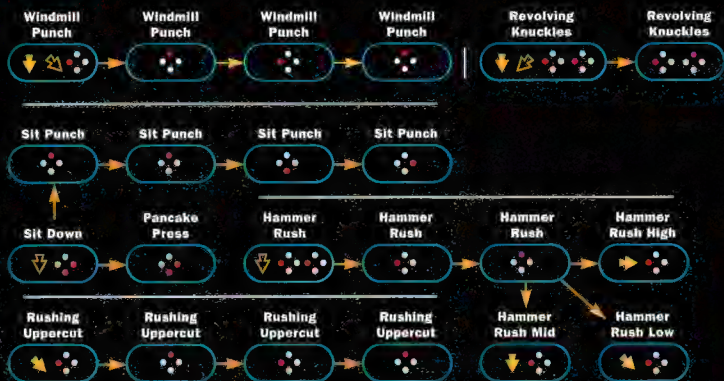 Windmill
Punch
Windmill
Punch
Windmill
Punch
Windmill
Punch
Revolving
Knuckles
Revolving
Knuckles
Sit Punch
Sit Punch
Sit Punch
Sit Punch
Sit Down
Pancake
Press
Hammer
Rush
Hammer
Rush
Hammer
Rush
Hammer
Rush High
Rushing
Uppercut
Rushing
Uppercut
Rushing
Uppercut
Rushing
Uppercut
Hammer
Rush Mid
Hammer
Rush Low